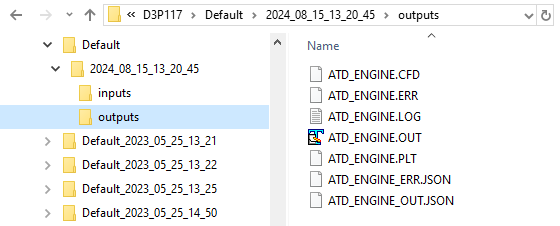 « D3P117 > Default > 2024_08_15_13_20_45 > outputs
Default
2024_08_15_13_20_45
inputs
outputs
Default_2023_05_25_13_21
Default_2023_05_25_13_22
Default_2023_05_25_13_25
Default_2023_05_25_14_50
Name
ATD_ENGINE.CFD
ATD_ENGINE.ERR
ATD_ENGINE.LOG
ATD_ENGINE.OUT
ATD_ENGINE.PLT
ATD_ENGINE_ERR.JSON
ATD_ENGINE_OUT.JSON